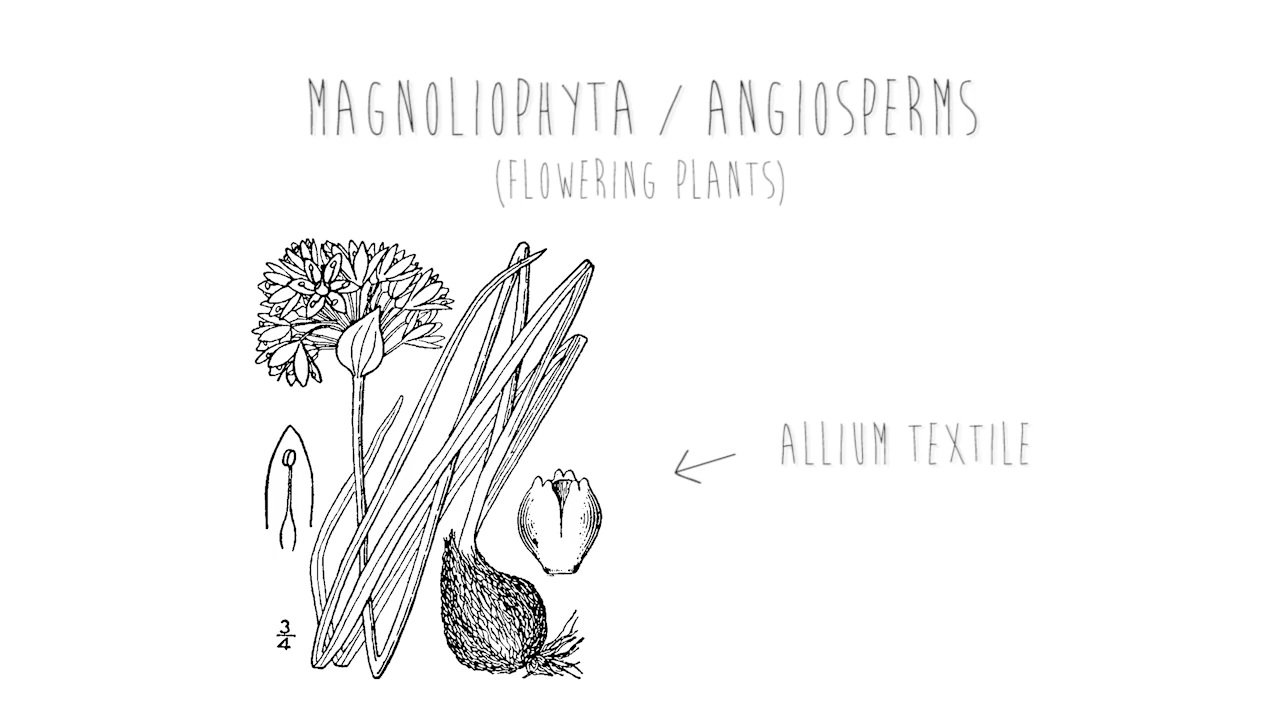 MAGNOLIOPHYTA / ANGIOSPERMS
(FLOWERING PLANTS)
ALLIUM TEXTILE
3/4